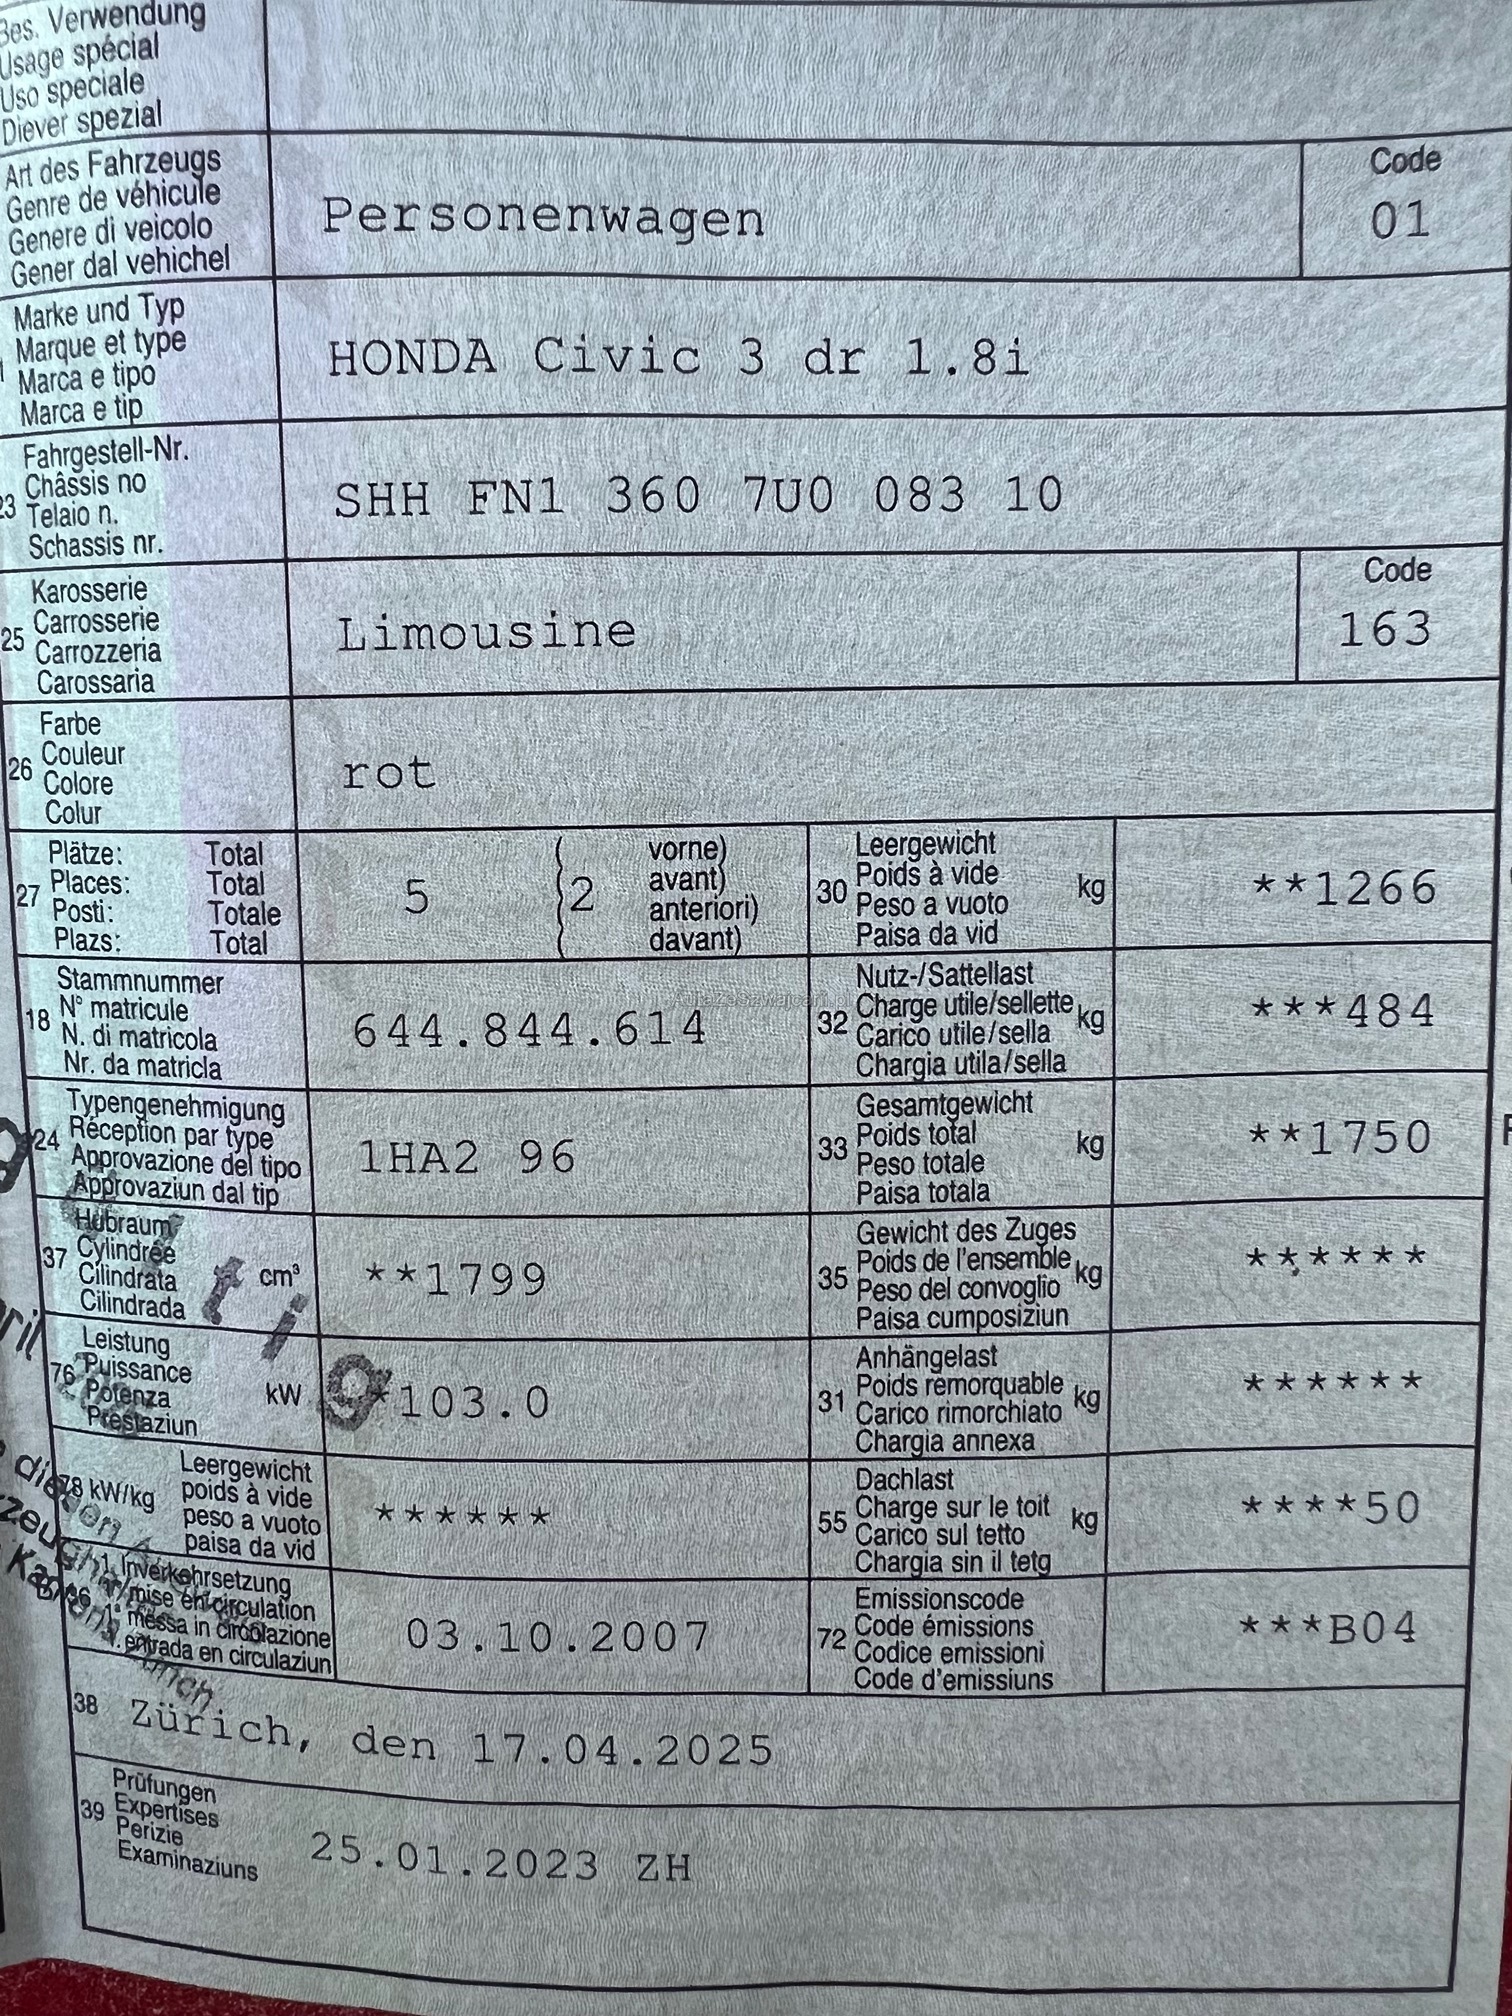 Bes. Verwendung
Usage spécial
Uso speciale
Diever spezial
Art des Fahrzeugs
Genre de véhicule
Genere di veicolo
Gener dal vehichel
Personenwagen
Code
01
Marke und Typ
Marque et type
Marca e tipo
Marca e tip
HONDA Civic 3 dr 1.8i
23
Fahrgestell-Nr.
Châssis no
Telaio n.
Schassis nr.
SHH FN1 360 7U0 083 10
25
Karosserie
Carrosserie
Carrozzeria
Carossaria
Limousine
Code
163
26
Farbe
Couleur
Colore
Colur
rot
27
Plätze: Total
Places: Total
Posti: Totale
Plazs: Total
5
2
vorne)
avant)
anteriori)
davant)
30
Leergewicht
Poids à vide
Peso a vuoto
Paisa da vid
kg
**1266
18
Stammnummer
N° matricule
N. di matricola
Nr. da matricla
644.844.614
32
Nutz-/Sattellast
Charge utile/sellette
Carico utile/sella
Chargia utila/sella
kg
***484
24
Typengenehmigung
Réception par type
Approvazione del tipo
Approvaziun dal tip
1HA2 96
33
Gesamtgewicht
Poids total
Peso totale
Paisa totala
kg
**1750
37
Hubraum
Cylindrée
Cilindrata
Cilindrada
cm³
**1799
35
Gewicht des Zuges
Poids de l'ensemble
Peso del convoglio
Paisa cumposiziun
kg
******
76
Leistung
Puissance
Potenza
Prestaziun
kW
*103.0
31
Anhängelast
Poids remorquable
Carico rimorchiato
Chargia annexa
kg
******
78 kW/kg
Leergewicht
poids à vide
peso a vuoto
paisa da vid
******
55
Dachlast
Charge sur le toit
Carico sul tetto
Chargia sin il tetg
kg
****50
1. Inverkehrsetzung
1re mise en circulation
1a messa in circolazione
1. entrada en circulaziun
03.10.2007
72
Emissionscode
Code émissions
Codice emissioni
Code d'emissiuns
***B04
38
Zürich, den 17.04.2025
39
Prüfungen
Expertises
Perizie
Examinaziuns
25.01.2023 ZH